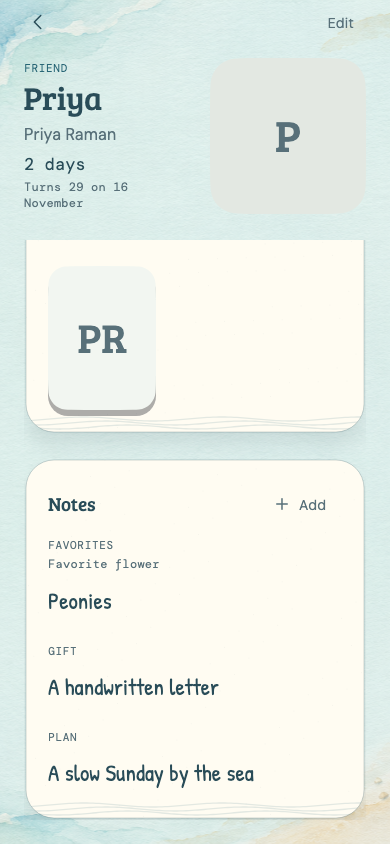 Edit
FRIEND
Priya
Priya Raman
2 days
Turns 29 on 16
November
P
PR
Notes
+ Add
FAVORITES
Favorite flower
Peonies
GIFT
A handwritten letter
PLAN
A slow Sunday by the sea